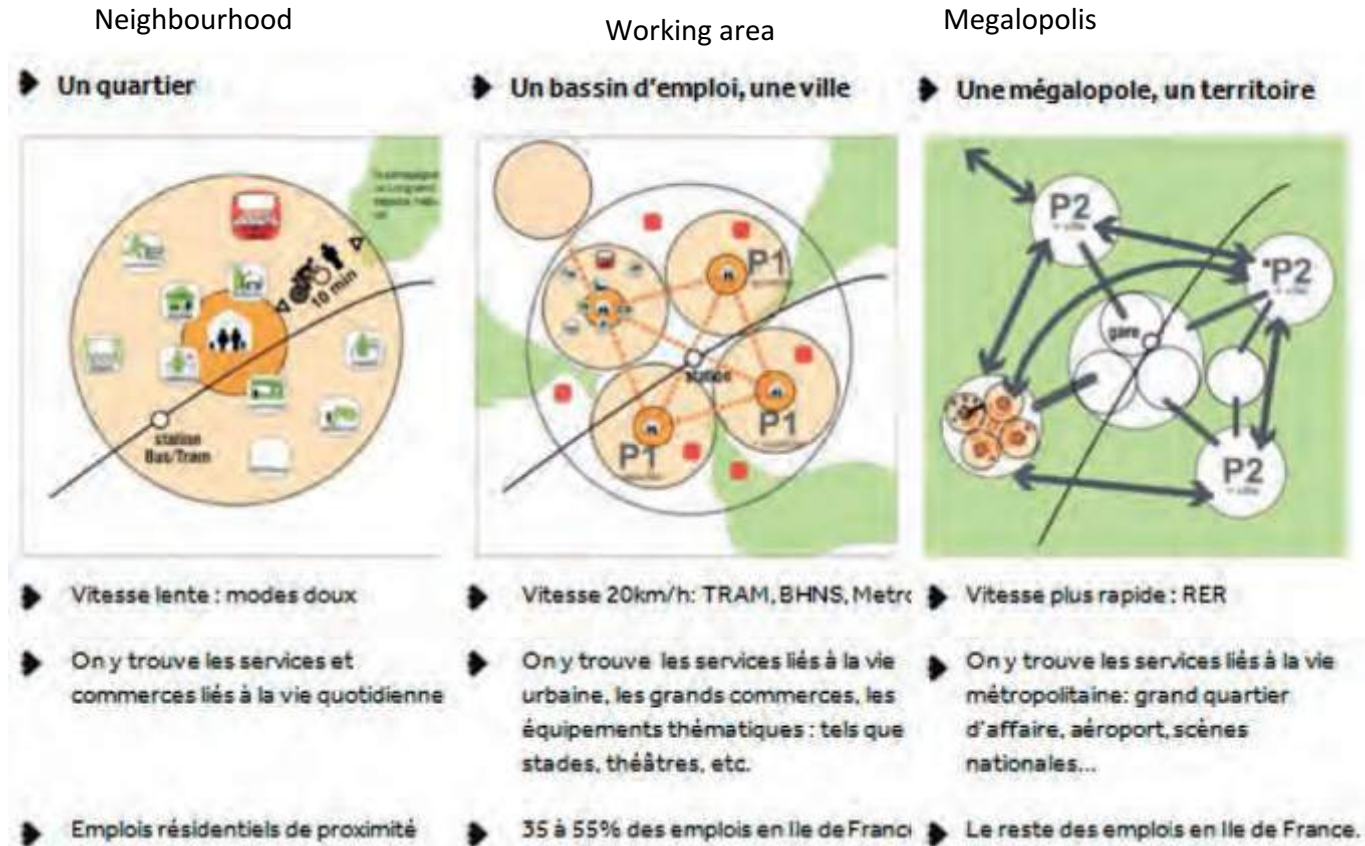 Neighbourhood
Working area
Megalopolis
Un quartier
Un bassin d'emploi, une ville
Une mégalopole, un territoire
10 min
station
Bus/Tram
P1
P1
P1
station
P2
+ ville
P2
+ ville
gare
P2
+ ville
Vitesse lente : modes doux
On y trouve les services et
commerces liés à la vie quotidienne
Emplois résidentiels de proximité
Vitesse 20km/h: TRAM, BHNS, Metro
On y trouve les services liés à la vie
urbaine, les grands commerces, les
équipements thématiques : tels que
stades, théâtres, etc.
35 à 55% des emplois en Ile de France
Vitesse plus rapide : RER
On y trouve les services liés à la vie
métropolitaine: grand quartier
d'affaire, aéroport, scènes
nationales...
Le reste des emplois en Ile de France.